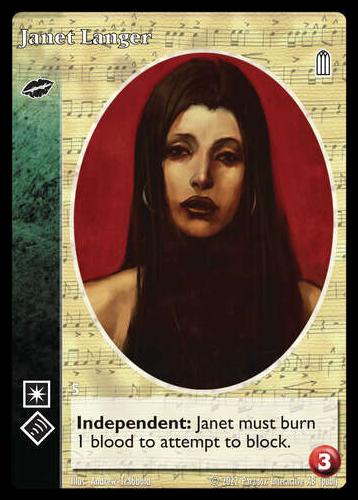 Janet Langer
5
Independent: Janet must burn
1 blood to attempt to block.
3
Illus: Andrew Trabbold
© 2022 Paradox Interactive AB (publ)